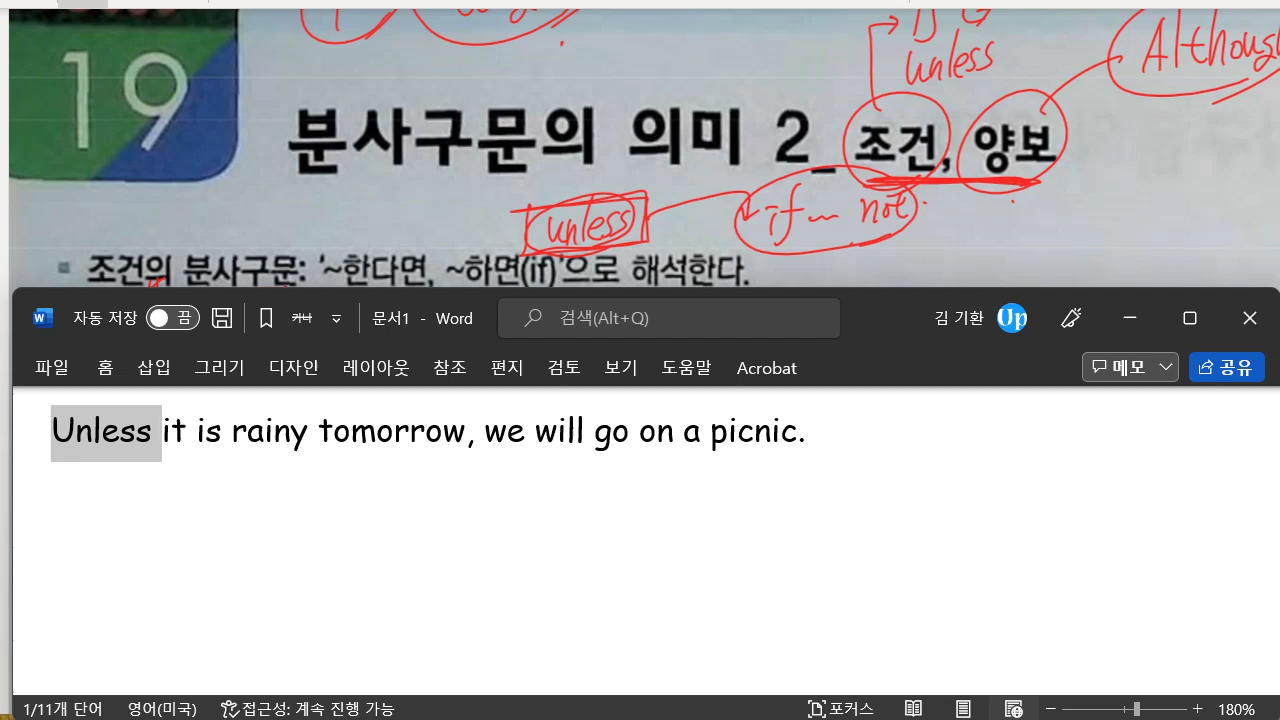 if
unless
Although
19
분사구문의 의미 2_ 조건, 양보
unless if ~ not
▪ 조건의 분사구문: '~한다면, ~하면(if)'으로 해석한다.
자동 저장 끔 가나 문서1 - Word 검색(Alt+Q) 김 기환 Up
파일 홈 삽입 그리기 디자인 레이아웃 참조 편지 검토 보기 도움말 Acrobat 메모 공유
Unless it is rainy tomorrow, we will go on a picnic.
1/11개 단어 영어(미국) 접근성: 계속 진행 가능 포커스 180%